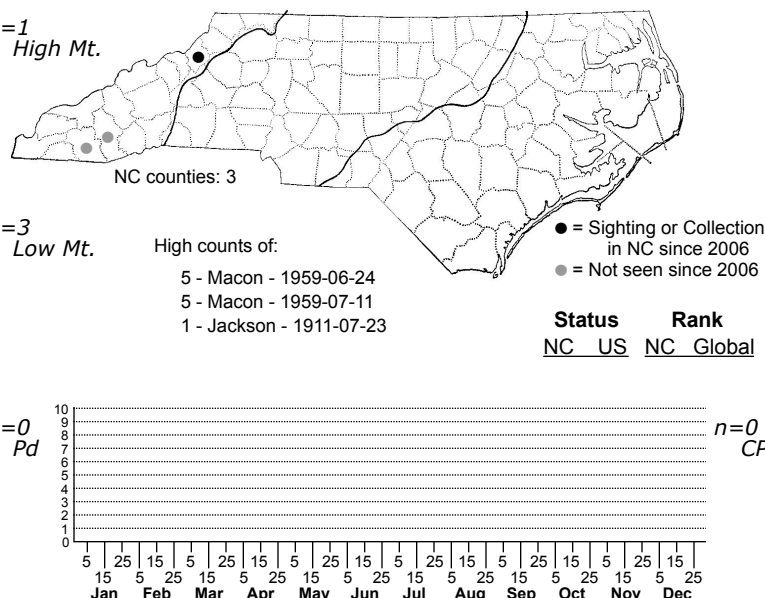 =1
High Mt.
NC counties: 3
=3
Low Mt.
High counts of:
5 - Macon - 1959-06-24
5 - Macon - 1959-07-11
1 - Jackson - 1911-07-23
● = Sighting or Collection
in NC since 2006
● = Not seen since 2006
Status Rank
NC US NC Global
=0
Pd
n=0
CP
10
9
8
7
6
5
4
3
2
1
0
5 25 15 5 25 15 5 25 15 5 25 15 5 25 15 5 25 15
15 5 25 15 5 25 15 5 25 15 5 25 15 5 25 15 5 25
Jan Feb Mar Apr May Jun Jul Aug Sep Oct Nov Dec